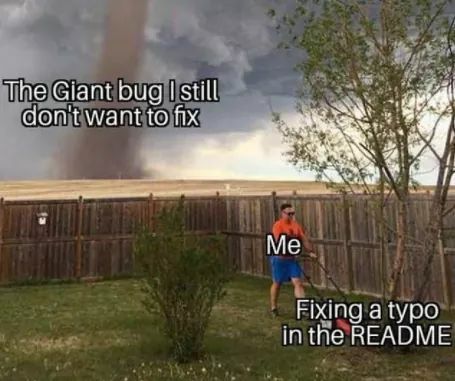 The Giant bug I still
don't want to fix
Me
Fixing a typo
in the README